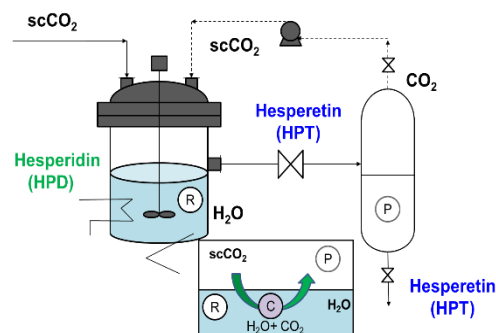 scCO2
scCO2
CO2
Hesperetin
(HPT)
Hesperidin
(HPD)
R
H2O
P
scCO2
P
R
C
H2O
H2O+ CO2
Hesperetin
(HPT)